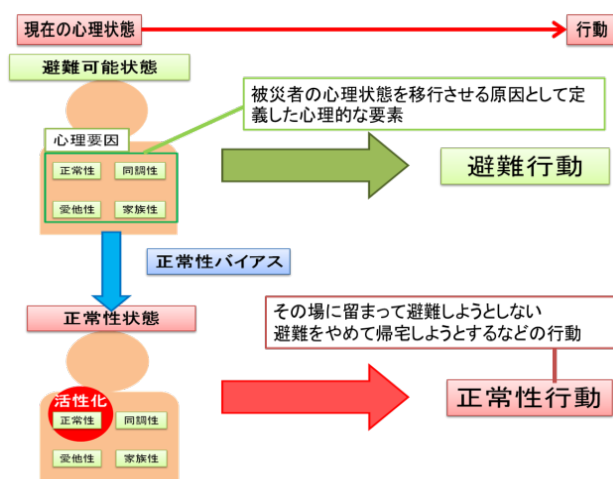 現在の心理状態
行動
避難可能状態
被災者の心理状態を移行させる原因として定
義した心理的な要素
心理要因
正常性
同調性
愛他性
家族性
避難行動
正常性バイアス
正常性状態
その場に留まって避難しようとしない
避難をやめて帰宅しようとするなどの行動
活性化
正常性
同調性
愛他性
家族性
正常性行動